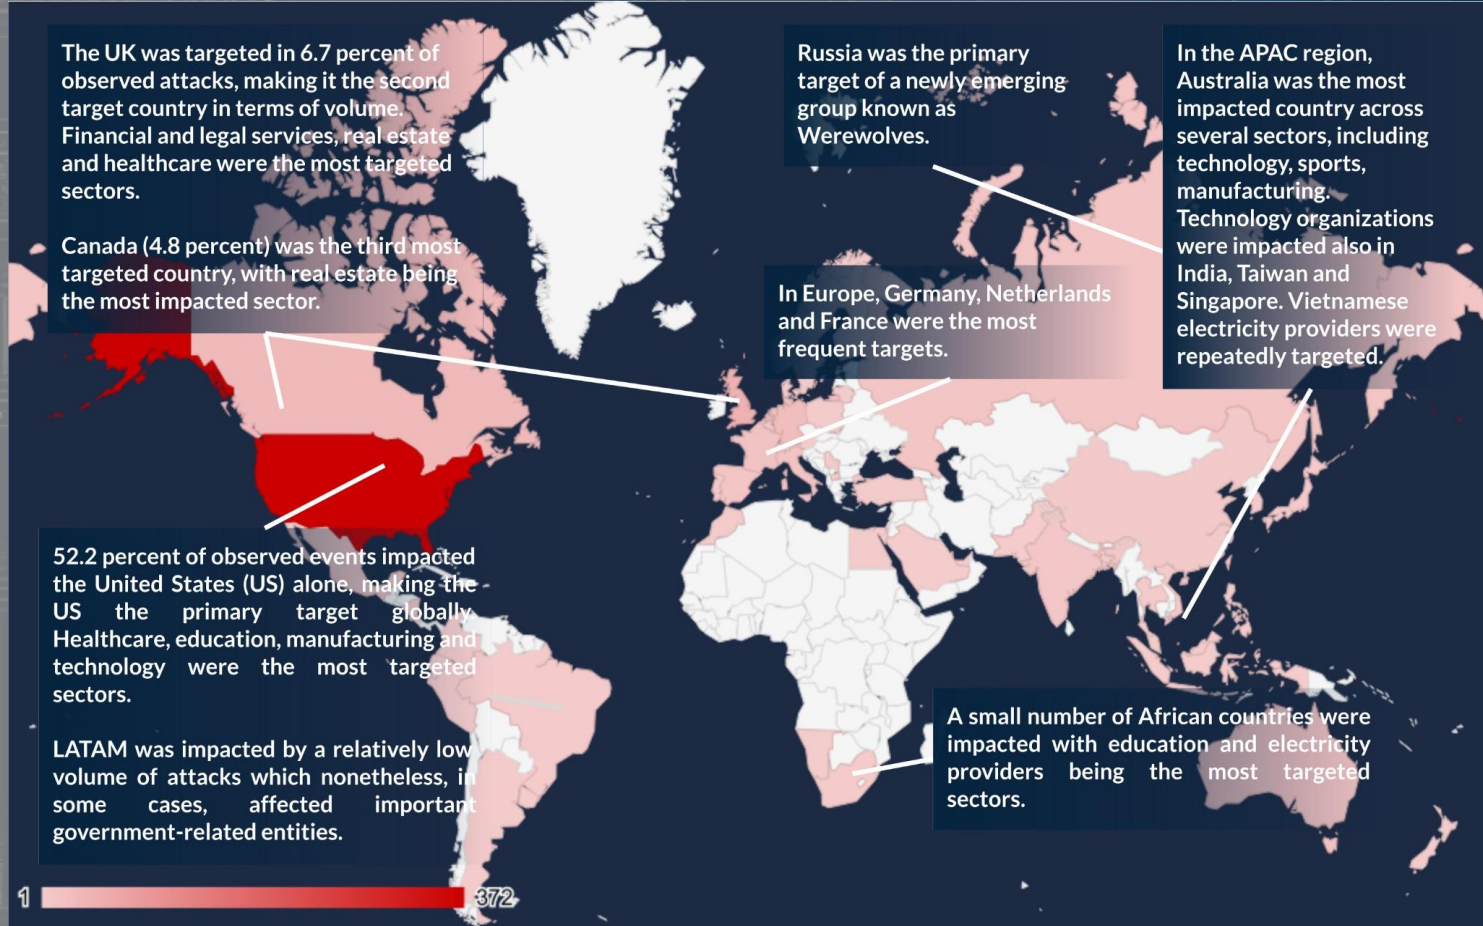 The UK was targeted in 6.7 percent of
observed attacks, making it the second
target country in terms of volume.
Financial and legal services, real estate
and healthcare were the most targeted
sectors.
Canada (4.8 percent) was the third most
targeted country, with real estate being
the most impacted sector.
Russia was the primary
target of a newly emerging
group known as
Werewolves.
In the APAC region,
Australia was the most
impacted country across
several sectors, including
technology, sports,
manufacturing.
Technology organizations
were impacted also in
India, Taiwan and
Singapore. Vietnamese
electricity providers were
repeatedly targeted.
In Europe, Germany, Netherlands
and France were the most
frequent targets.
52.2 percent of observed events impacted
the United States (US) alone, making the
US the primary target globally.
Healthcare, education, manufacturing and
technology were the most targeted
sectors.
LATAM was impacted by a relatively low
volume of attacks which nonetheless, in
some cases, affected important
government-related entities.
A small number of African countries were
impacted with education and electricity
providers being the most targeted
sectors.
1 372